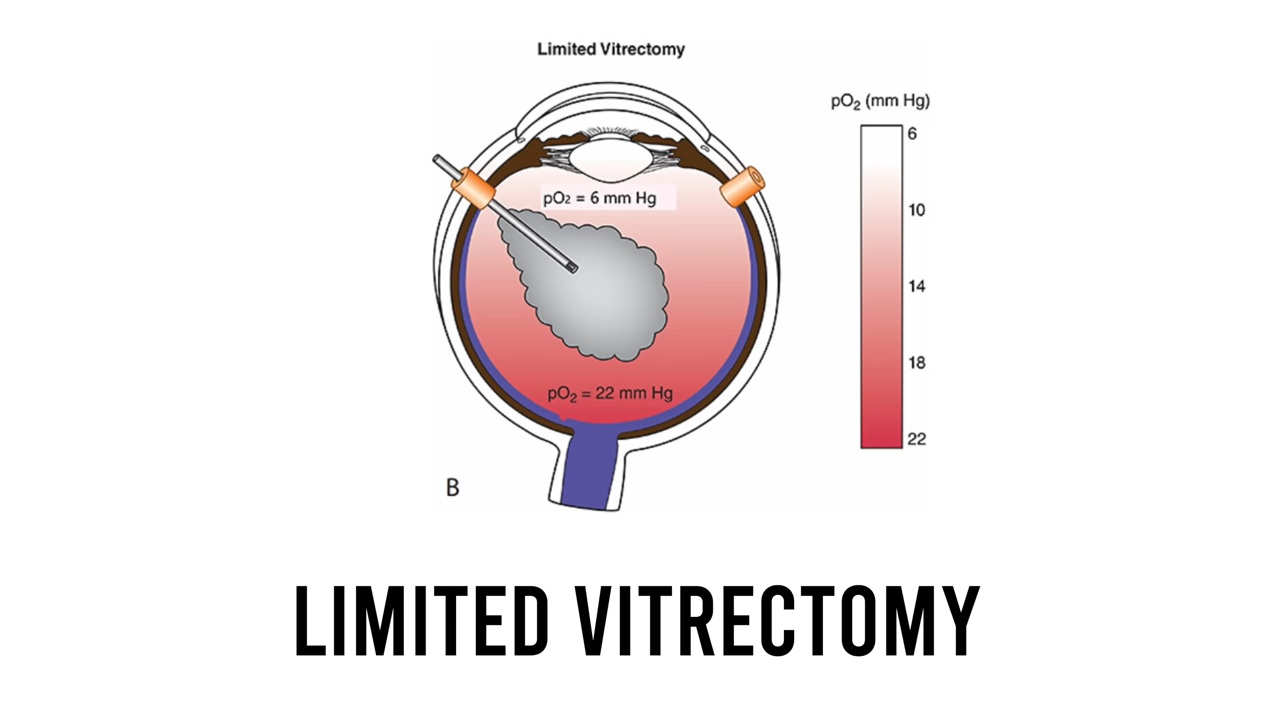 Limited Vitrectomy
pO₂ (mm Hg)
6
pO₂ = 6 mm Hg
10
14
18
pO₂ = 22 mm Hg
22
B
LIMITED VITRECTOMY